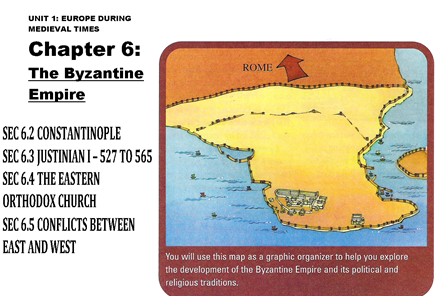 UNIT 1: EUROPE DURING
MEDIEVAL TIMES
Chapter 6:
The Byzantine
Empire
SEC 6.2 CONSTANTINOPLE
SEC 6.3 JUSTINIAN I – 527 TO 565
SEC 6.4 THE EASTERN
ORTHODOX CHURCH
SEC 6.5 CONFLICTS BETWEEN
EAST AND WEST
ROME
You will use this map as a graphic organizer to help you explore
the development of the Byzantine Empire and its political and
religious traditions.